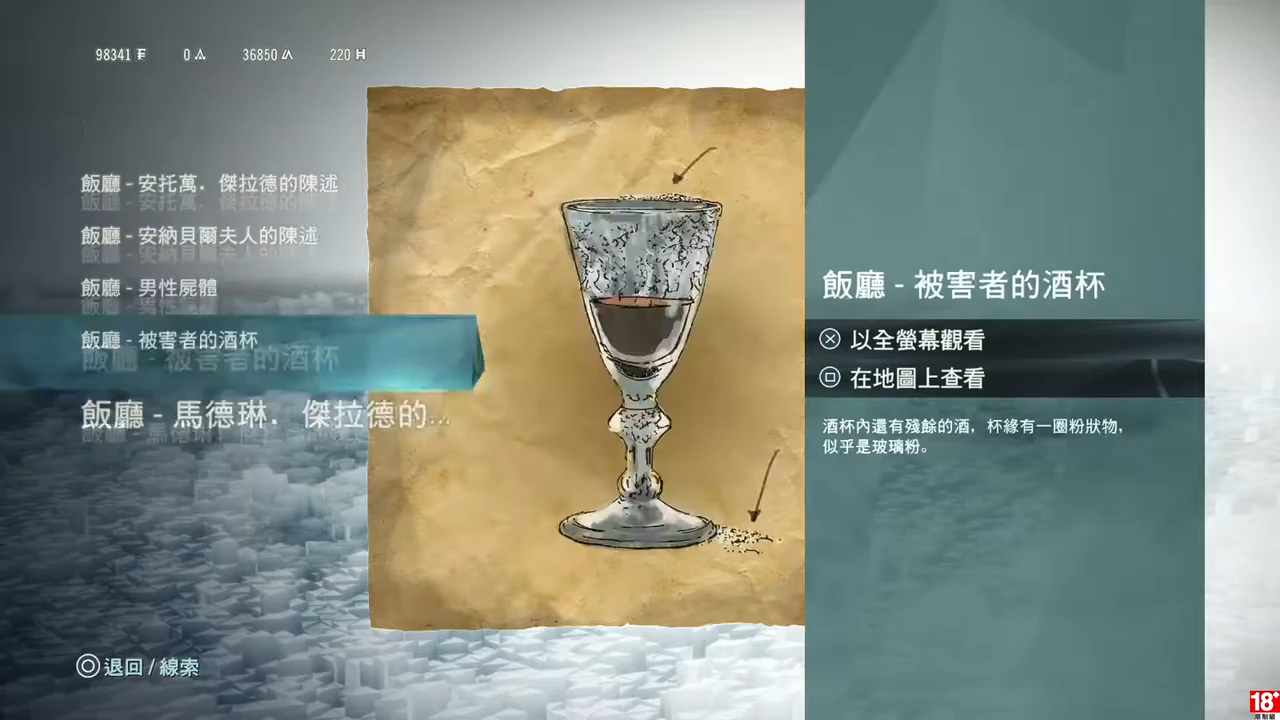 98341 0 36850 220
飯廳 - 安托萬．傑拉德的陳述
飯廳 - 安納貝爾夫人的陳述
飯廳 - 男性屍體
飯廳 - 被害者的酒杯
飯廳 - 馬德琳．傑拉德的...
退回 / 線索
飯廳 - 被害者的酒杯
以全螢幕觀看
在地圖上查看
酒杯內還有殘餘的酒，杯緣有一圈粉狀物，
似乎是玻璃粉。
18+
限制級